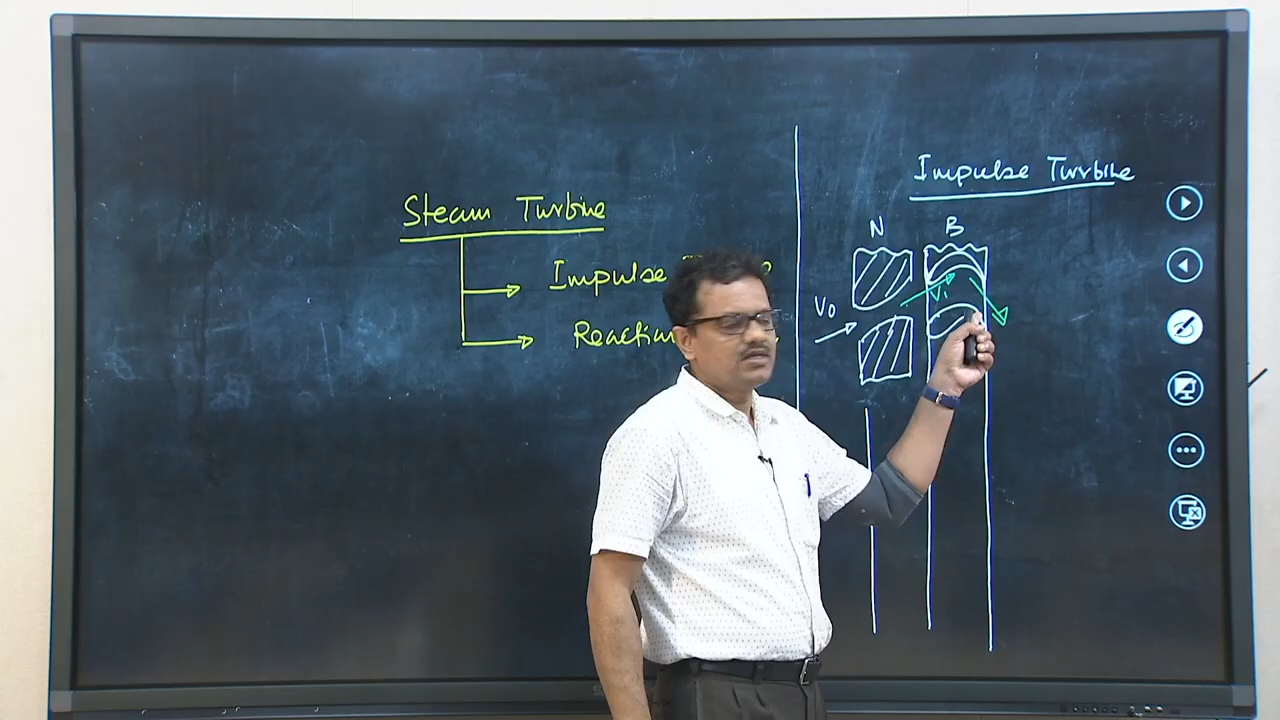 Steam Turbine
Impulse
Reaction
Impulse Turbine
N B
V0
V1